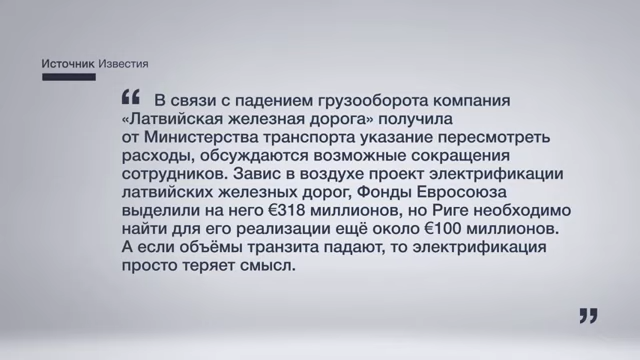 Источник Известия
“ В связи с падением грузооборота компания
«Латвийская железная дорога» получила
от Министерства транспорта указание пересмотреть
расходы, обсуждаются возможные сокращения
сотрудников. Завис в воздухе проект электрификации
латвийских железных дорог, Фонды Евросоюза
выделили на него €318 миллионов, но Риге необходимо
найти для его реализации ещё около €100 миллионов.
А если объёмы транзита падают, то электрификация
просто теряет смысл.
”